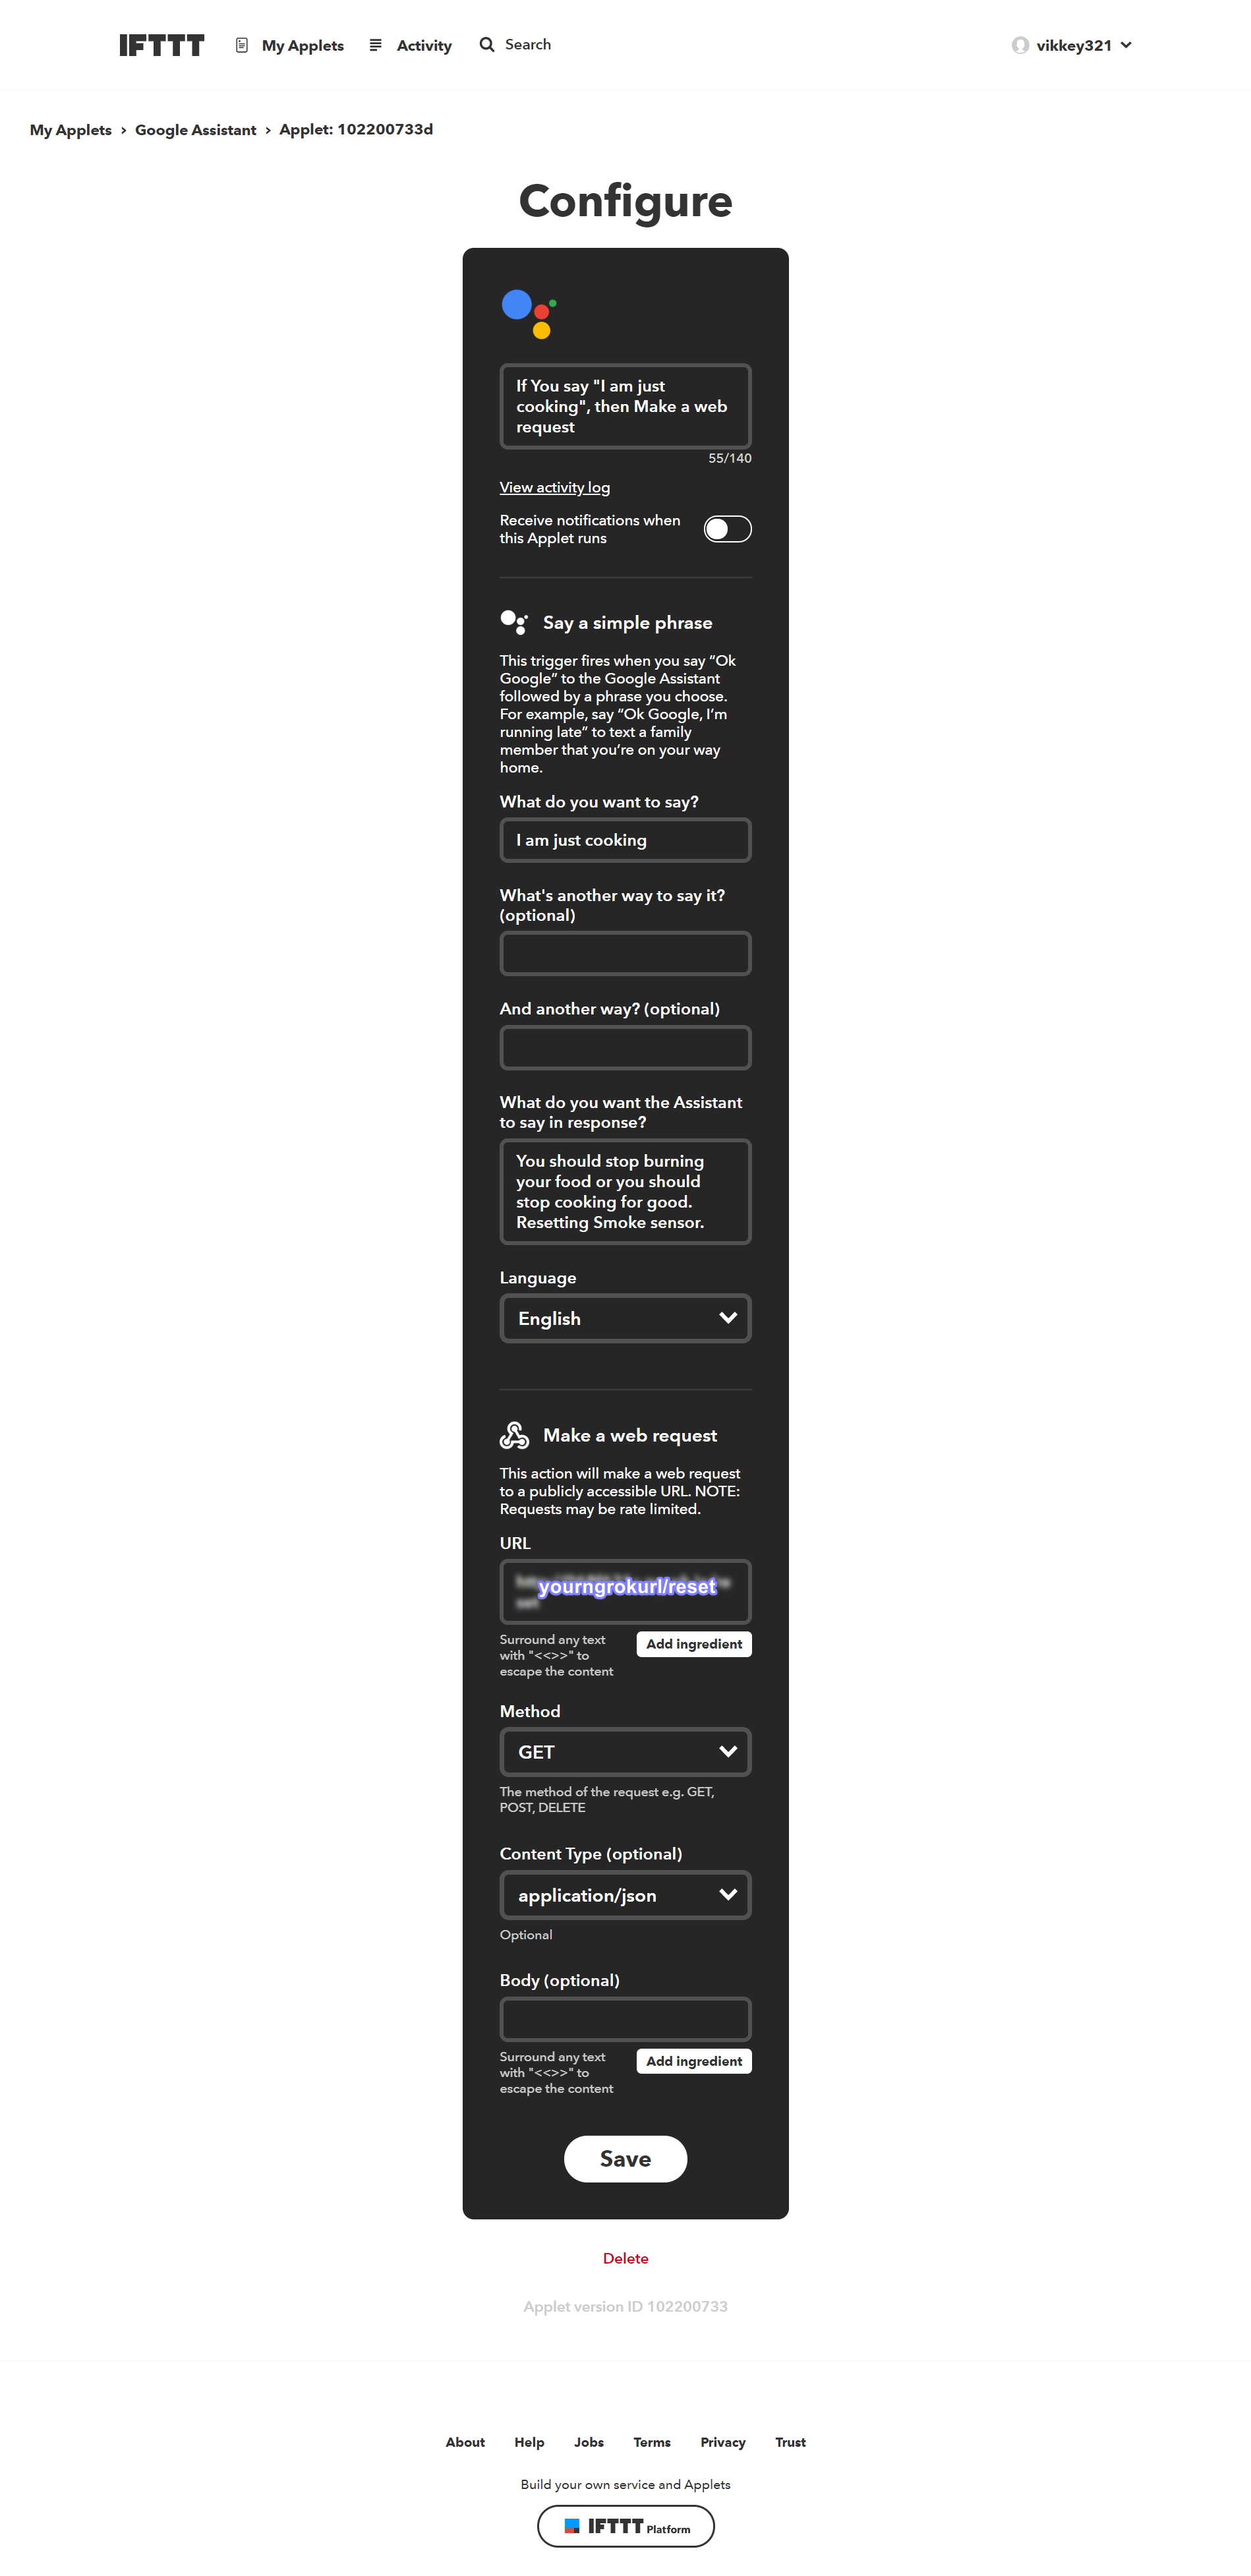 IFTTT My Applets Activity Search vikkey321
My Applets › Google Assistant › Applet: 102200733d
Configure
If You say "I am just
cooking", then Make a web
request
55/140
View activity log
Receive notifications when
this Applet runs
Say a simple phrase
This trigger fires when you say “Ok
Google” to the Google Assistant
followed by a phrase you choose.
For example, say “Ok Google, I’m
running late” to text a family
member that you’re on your way
home.
What do you want to say?
I am just cooking
What's another way to say it?
(optional)
And another way? (optional)
What do you want the Assistant
to say in response?
You should stop burning
your food or you should
stop cooking for good.
Resetting Smoke sensor.
Language
English
Make a web request
This action will make a web request
to a publicly accessible URL. NOTE:
Requests may be rate limited.
URL
yourngrokurl/reset
Surround any text
with "<<>>" to
escape the content
Add ingredient
Method
GET
The method of the request e.g. GET,
POST, DELETE
Content Type (optional)
application/json
Optional
Body (optional)
Surround any text
with "<<>>" to
escape the content
Add ingredient
Save
Delete
Applet version ID 102200733
About Help Jobs Terms Privacy Trust
Build your own service and Applets
IFTTT Platform